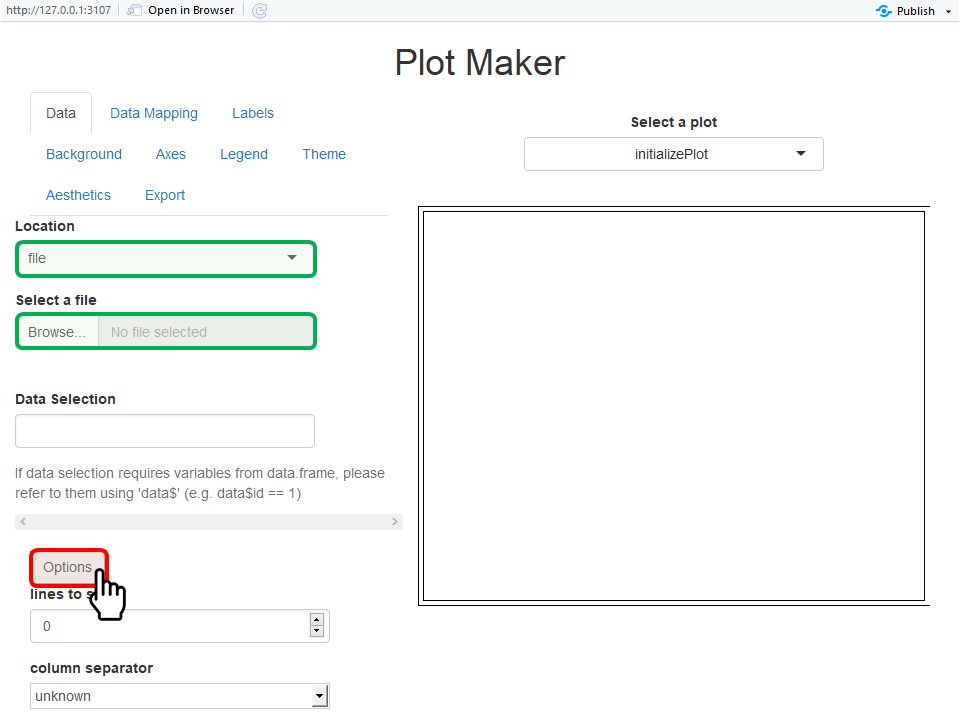 http://127.0.0.1:3107 Open in Browser Publish
Plot Maker
Data Data Mapping Labels
Background Axes Legend Theme
Aesthetics Export
Select a plot
initializePlot
Location
file
Select a file
Browse... No file selected
Data Selection
If data selection requires variables from data.frame, please
refer to them using 'data$' (e.g. data$id == 1)
Options
lines to
0
column separator
unknown